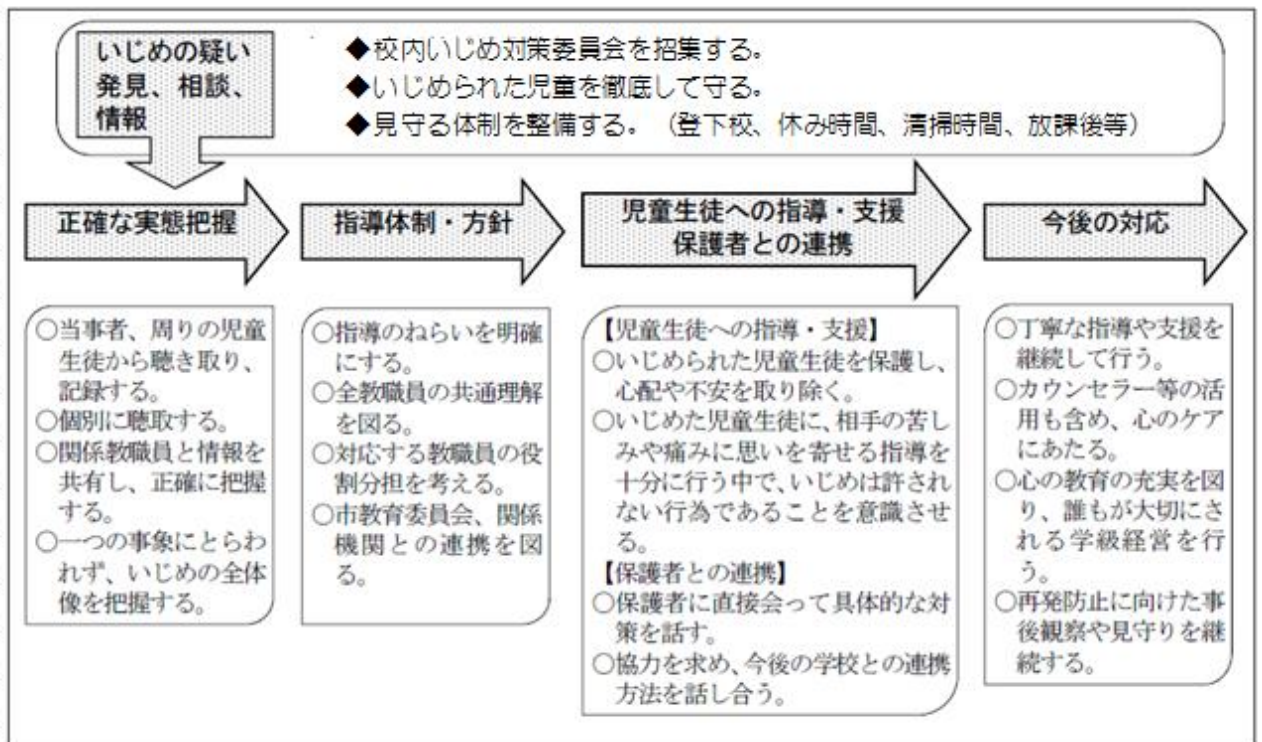 いじめの疑い
発見、相談、
情報
◆校内いじめ対策委員会を招集する。
◆いじめられた児童を徹底して守る。
◆見守る体制を整備する。（登下校、休み時間、清掃時間、放課後等）
正確な実態把握
指導体制・方針
児童生徒への指導・支援
保護者との連携
今後の対応
○当事者、周りの児童
生徒から聴き取り、
記録する。
○個別に聴取する。
○関係教職員と情報を
共有し、正確に把握
する。
○一つの事象にとらわ
れず、いじめの全体
像を把握する。
○指導のねらいを明確
にする。
○全教職員の共通理解
を図る。
○対応する教職員の役
割分担を考える。
○市教育委員会、関係
機関との連携を図
る。
【児童生徒への指導・支援】
○いじめられた児童生徒を保護し、
心配や不安を取り除く。
○いじめた児童生徒に、相手の苦し
みや痛みに思いを寄せる指導を
十分に行う中で、いじめは許され
ない行為であることを意識させ
る。
【保護者との連携】
○保護者に直接会って具体的な対
策を話す。
○協力を求め、今後の学校との連携
方法を話し合う。
○丁寧な指導や支援を
継続して行う。
○カウンセラー等の活
用も含め、心のケア
にあたる。
○心の教育の充実を図
り、誰もが大切にさ
れる学級経営を行
う。
○再発防止に向けた事
後観察や見守りを継
続する。